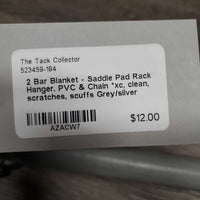 The Tack Collector
523459-194
2 Bar Blanket - Saddle Pad Rack
Hanger. PVC & Chain *xc, clean,
scratches, scuffs Grey/silver
AZACW7
$12.00